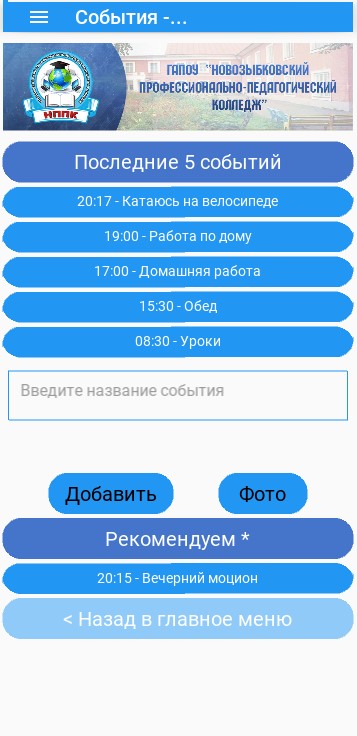 События -...
ГАПОУ "НОВОЗЫБКОВСКИЙ
ПРОФЕССИОНАЛЬНО-ПЕДАГОГИЧЕСКИЙ
КОЛЛЕДЖ"
НППК
Последние 5 событий
20:17 - Катаюсь на велосипеде
19:00 - Работа по дому
17:00 - Домашняя работа
15:30 - Обед
08:30 - Уроки
Введите название события
Добавить
Фото
Рекомендуем *
20:15 - Вечерний моцион
< Назад в главное меню